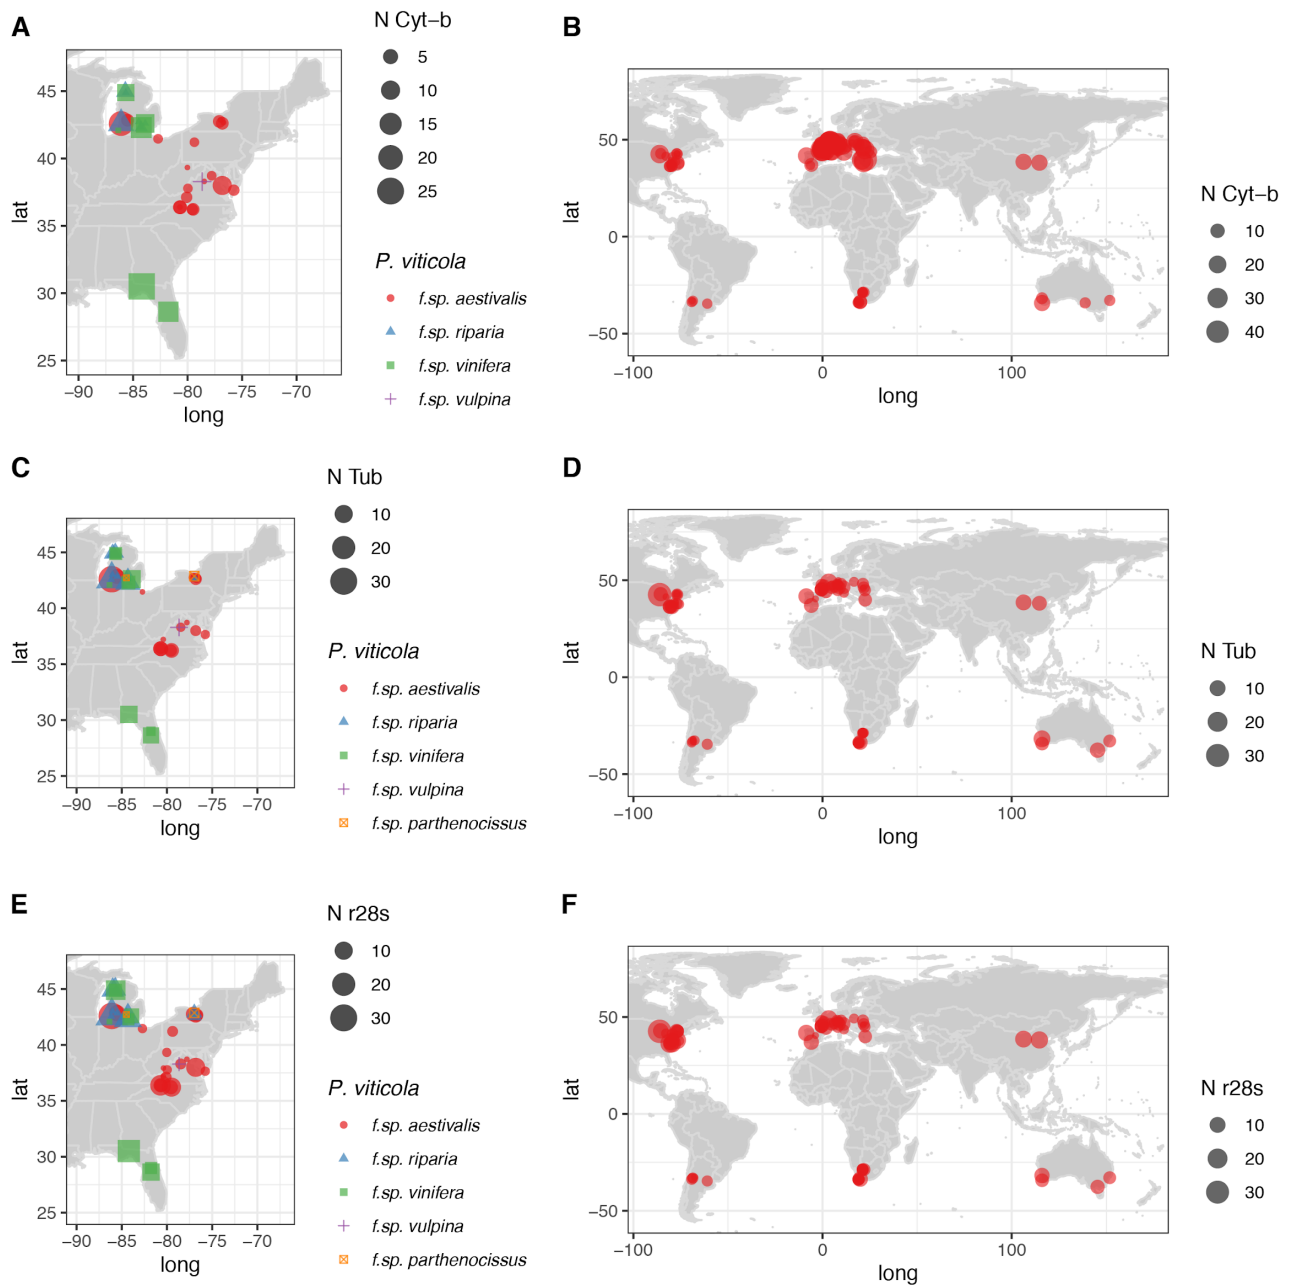 A
N Cyt−b
5
10
15
20
25
P. viticola
f.sp. aestivalis
f.sp. riparia
f.sp. vinifera
f.sp. vulpina
45
40
35
30
25
lat
−90
−85
−80
−75
−70
long
B
50
0
−50
lat
−100
0
100
long
N Cyt−b
10
20
30
40
C
N Tub
10
20
30
P. viticola
f.sp. aestivalis
f.sp. riparia
f.sp. vinifera
f.sp. vulpina
f.sp. parthenocissus
45
40
35
30
25
lat
−90
−85
−80
−75
−70
long
D
50
0
−50
lat
−100
0
100
long
N Tub
10
20
30
E
N r28s
10
20
30
P. viticola
f.sp. aestivalis
f.sp. riparia
f.sp. vinifera
f.sp. vulpina
f.sp. parthenocissus
45
40
35
30
25
lat
−90
−85
−80
−75
−70
long
F
50
0
−50
lat
−100
0
100
long
N r28s
10
20
30